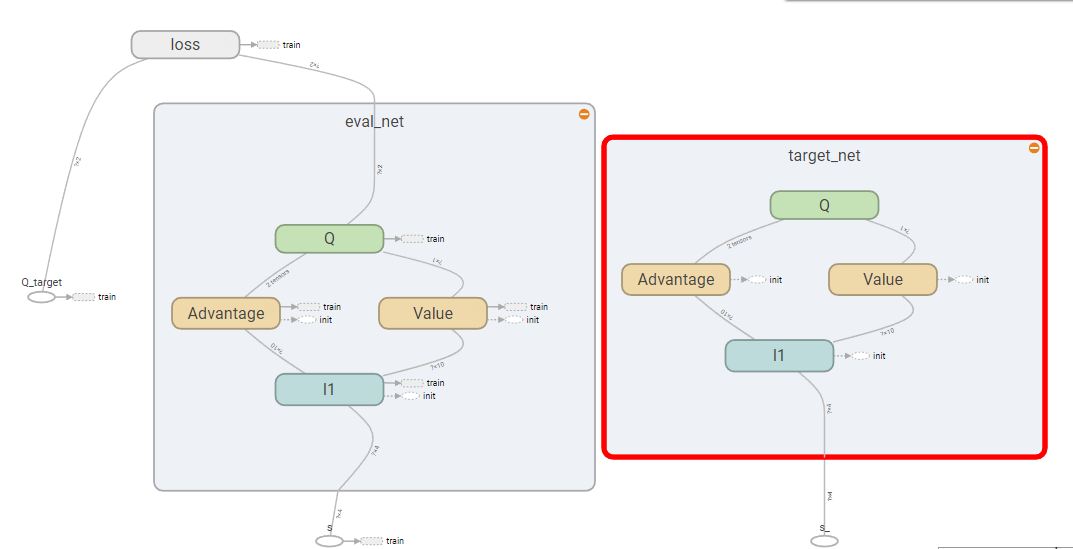 loss
train
?×2
eval_net
target_net
?×2
?×2
Q
Q
train
2 tensors
?×1
2 tensors
?×1
Q_target
train
Advantage
init
Value
init
Advantage
train
init
Value
train
init
?×10
?×10
?×10
?×10
l1
init
l1
train
init
?×4
?×4
?×4
?×4
S
train
S_